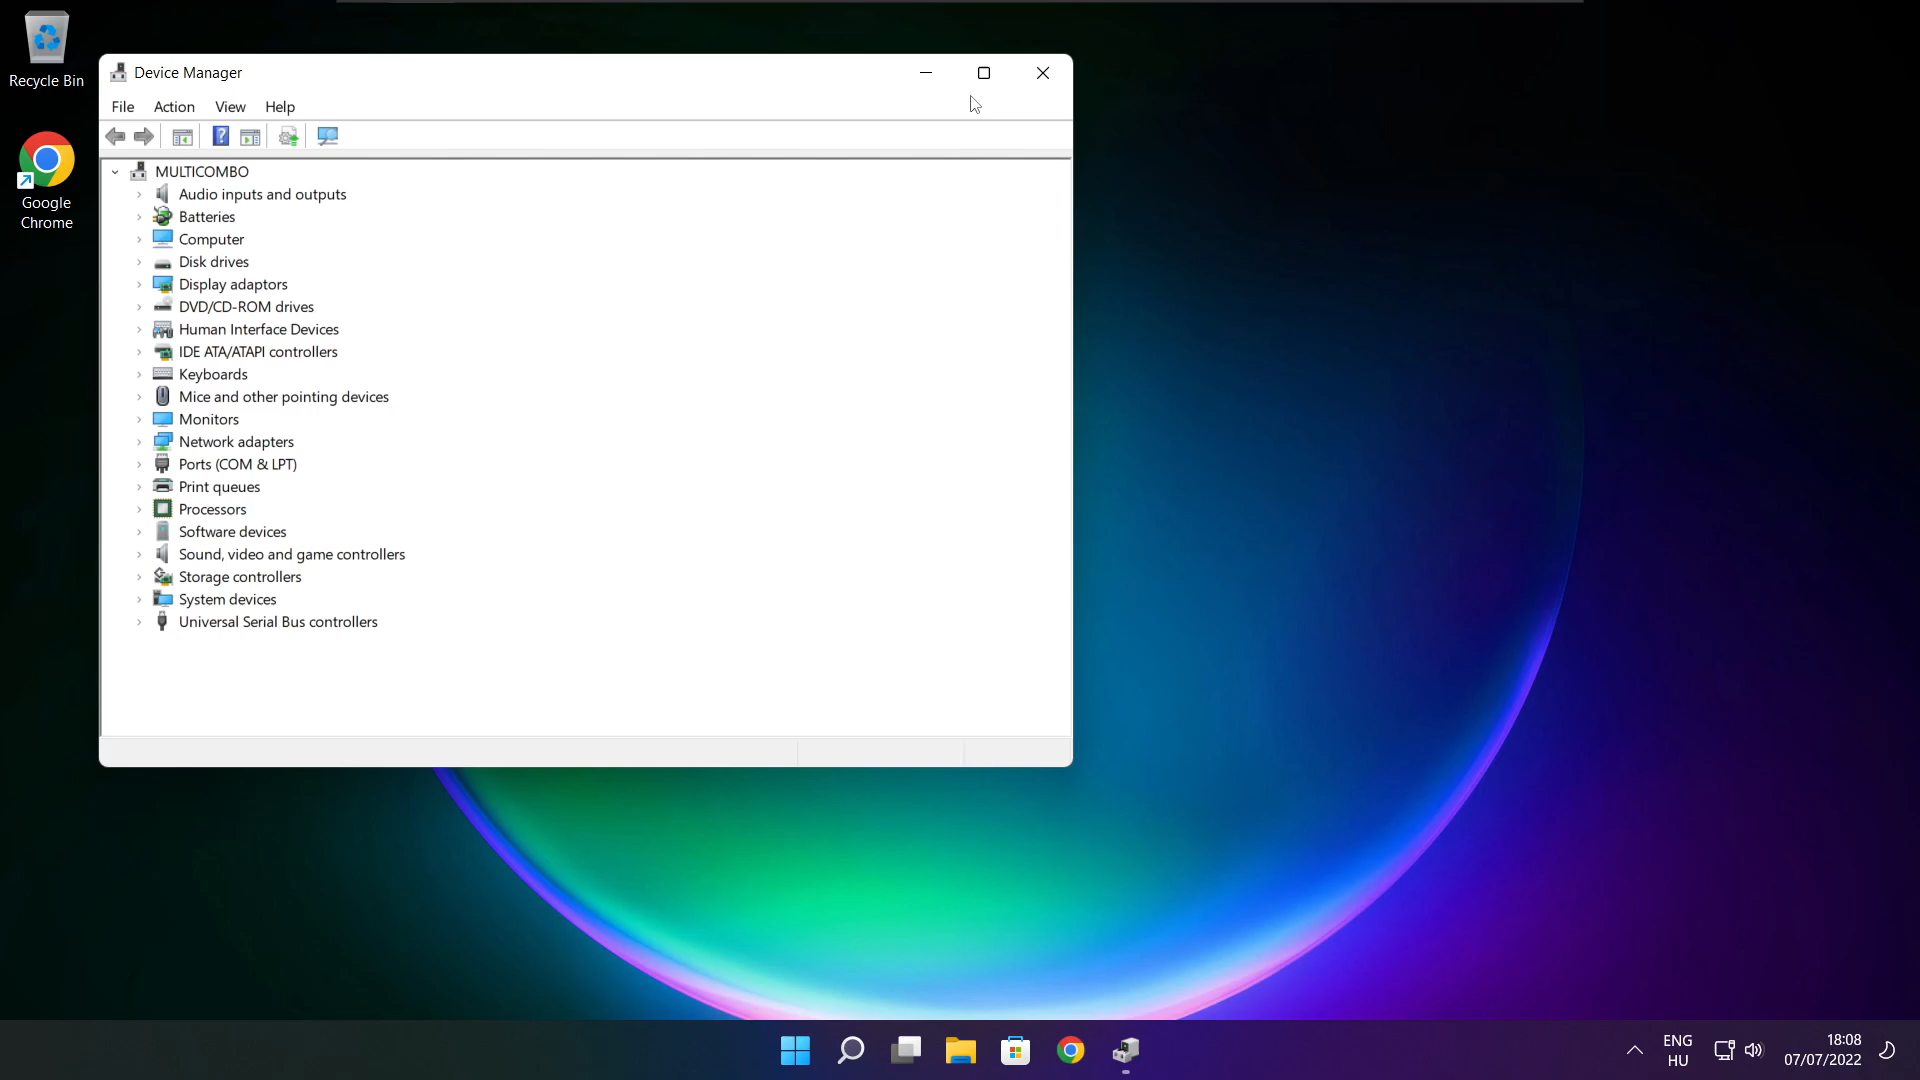 Recycle Bin
Google
Chrome
Device Manager
File Action View Help
MULTICOMBO
Audio inputs and outputs
Batteries
Computer
Disk drives
Display adaptors
DVD/CD-ROM drives
Human Interface Devices
IDE ATA/ATAPI controllers
Keyboards
Mice and other pointing devices
Monitors
Network adapters
Ports (COM & LPT)
Print queues
Processors
Software devices
Sound, video and game controllers
Storage controllers
System devices
Universal Serial Bus controllers
ENG
HU
18:08
07/07/2022